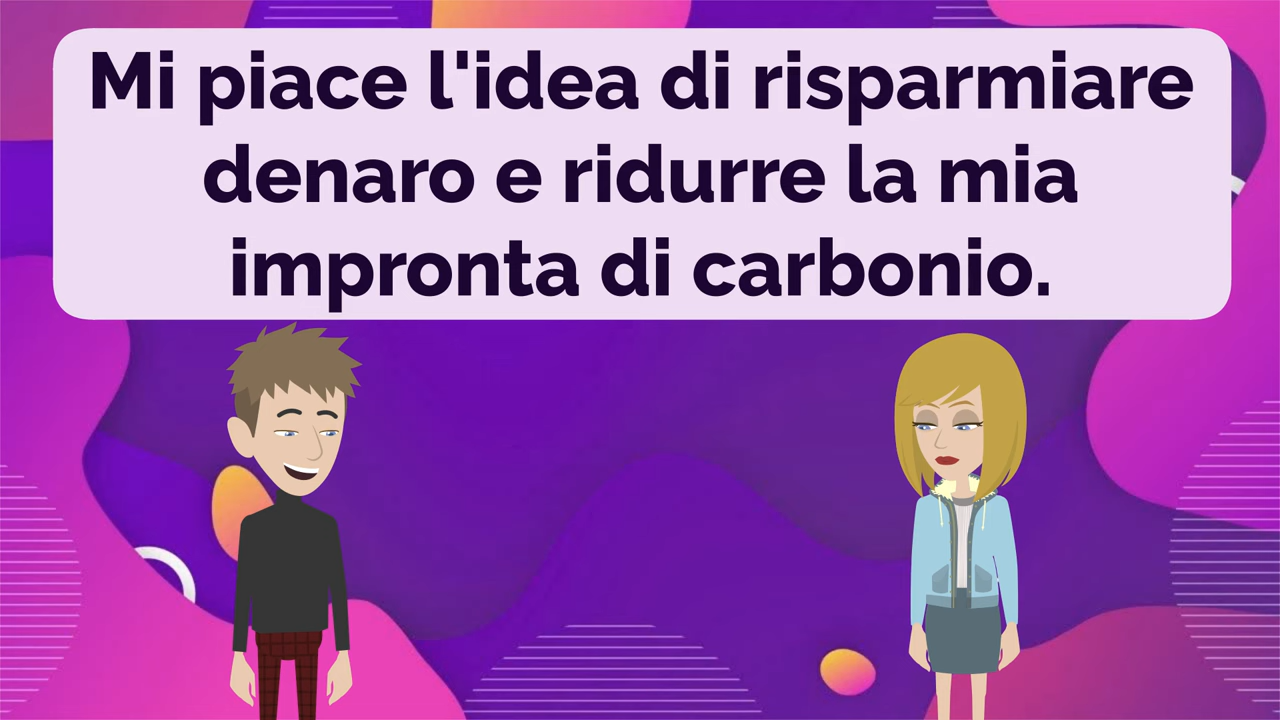 Mi piace l'idea di risparmiare
denaro e ridurre la mia
impronta di carbonio.